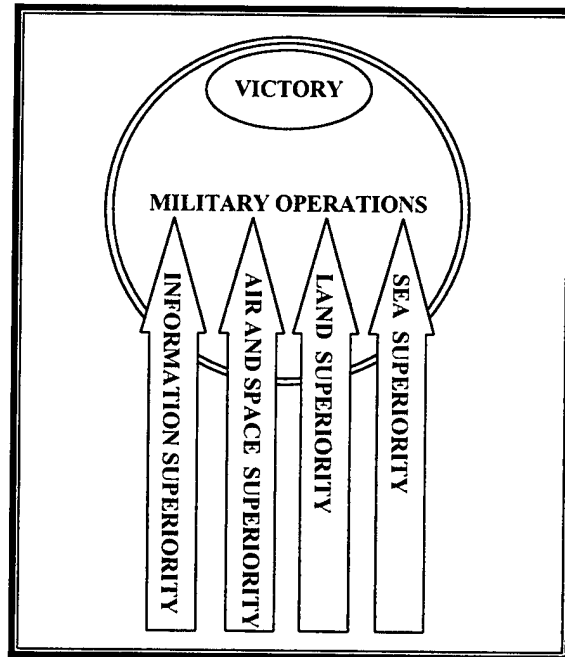 VICTORY
MILITARY OPERATIONS
INFORMATION SUPERIORITY
AIR AND SPACE SUPERIORITY
LAND SUPERIORITY
SEA SUPERIORITY